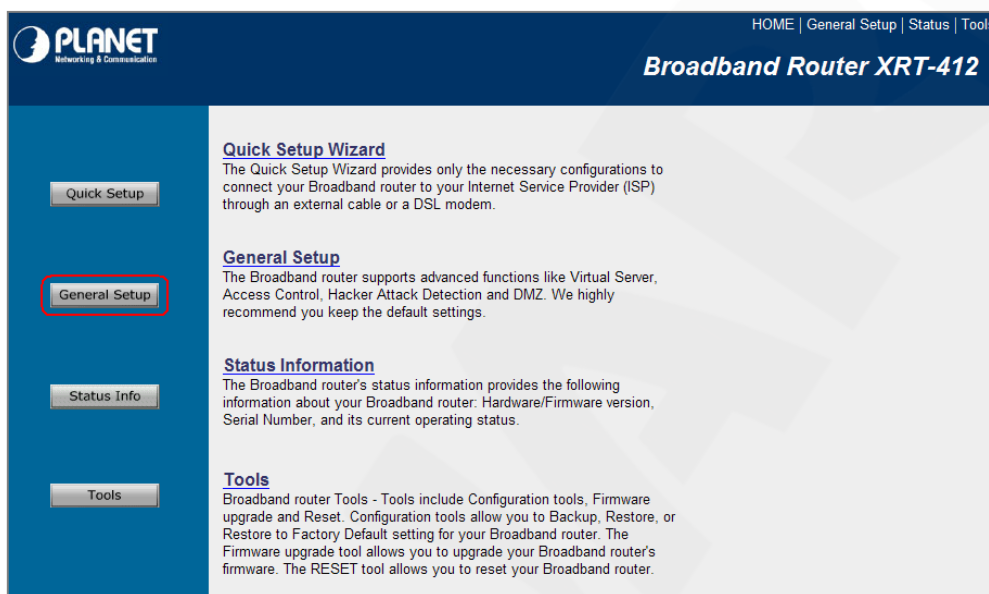 PLANET
Networking & Communication
HOME | General Setup | Status | Tools
Broadband Router XRT-412
Quick Setup
General Setup
Status Info
Tools
Quick Setup Wizard
The Quick Setup Wizard provides only the necessary configurations to
connect your Broadband router to your Internet Service Provider (ISP)
through an external cable or a DSL modem.
General Setup
The Broadband router supports advanced functions like Virtual Server,
Access Control, Hacker Attack Detection and DMZ. We highly
recommend you keep the default settings.
Status Information
The Broadband router's status information provides the following
information about your Broadband router: Hardware/Firmware version,
Serial Number, and its current operating status.
Tools
Broadband router Tools - Tools include Configuration tools, Firmware
upgrade and Reset. Configuration tools allow you to Backup, Restore, or
Restore to Factory Default setting for your Broadband router. The
Firmware upgrade tool allows you to upgrade your Broadband router's
firmware. The RESET tool allows you to reset your Broadband router.